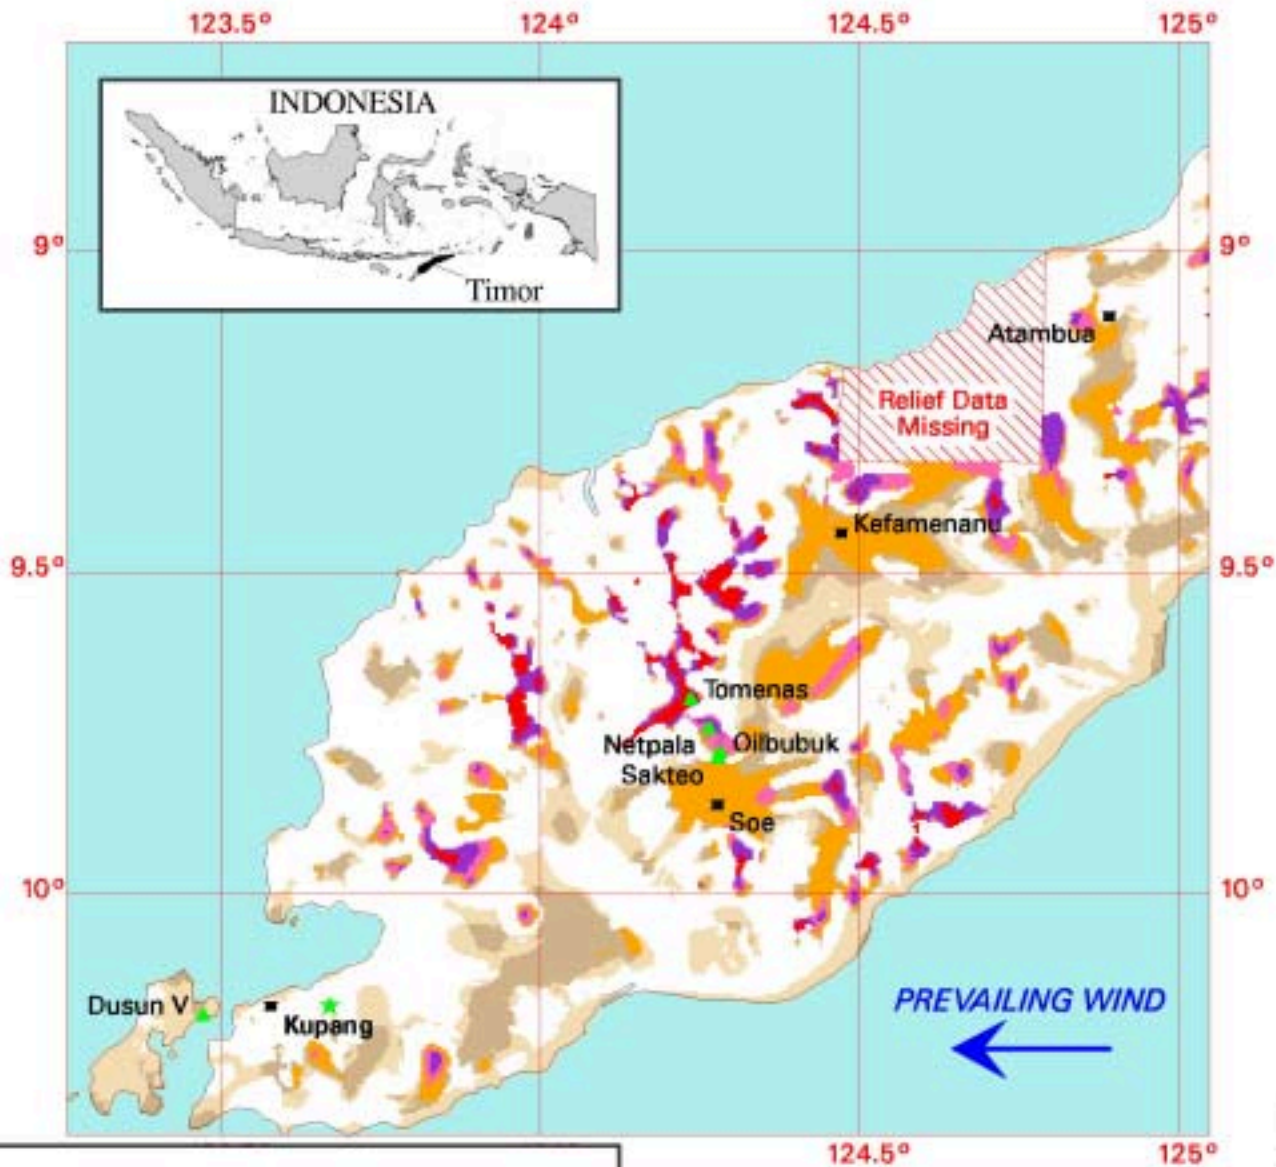 123.5°
124°
124.5°
125°
INDONESIA
Timor
9°
9°
Atambua
Relief Data
Missing
Kefamenanu
9.5°
9.5°
Tomenas
Netpala
Oilbubuk
Sakteo
Soe
10°
10°
Dusun V
Kupang
PREVAILING WIND
124.5°
125°